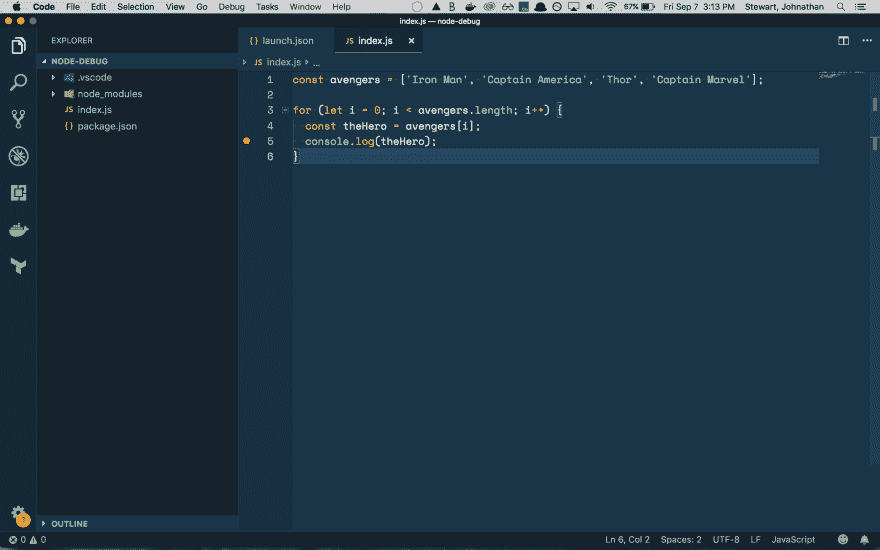 Code File Edit Selection View Go Debug Tasks Window Help 67% Fri Sep 7 3:13 PM Stewart, Johnathan
index.js — node-debug
EXPLORER
NODE-DEBUG
.vscode
node_modules
JS index.js
{} package.json
OUTLINE
{} launch.json JS index.js ×
JS index.js ...
1 const avengers = ['Iron Man', 'Captain America', 'Thor', 'Captain Marvel'];
2
3 for (let i = 0; i < avengers.length; i++) {
4 const theHero = avengers[i];
5 console.log(theHero);
6 }
0 0 Ln 6, Col 2 Spaces: 2 UTF-8 LF JavaScript